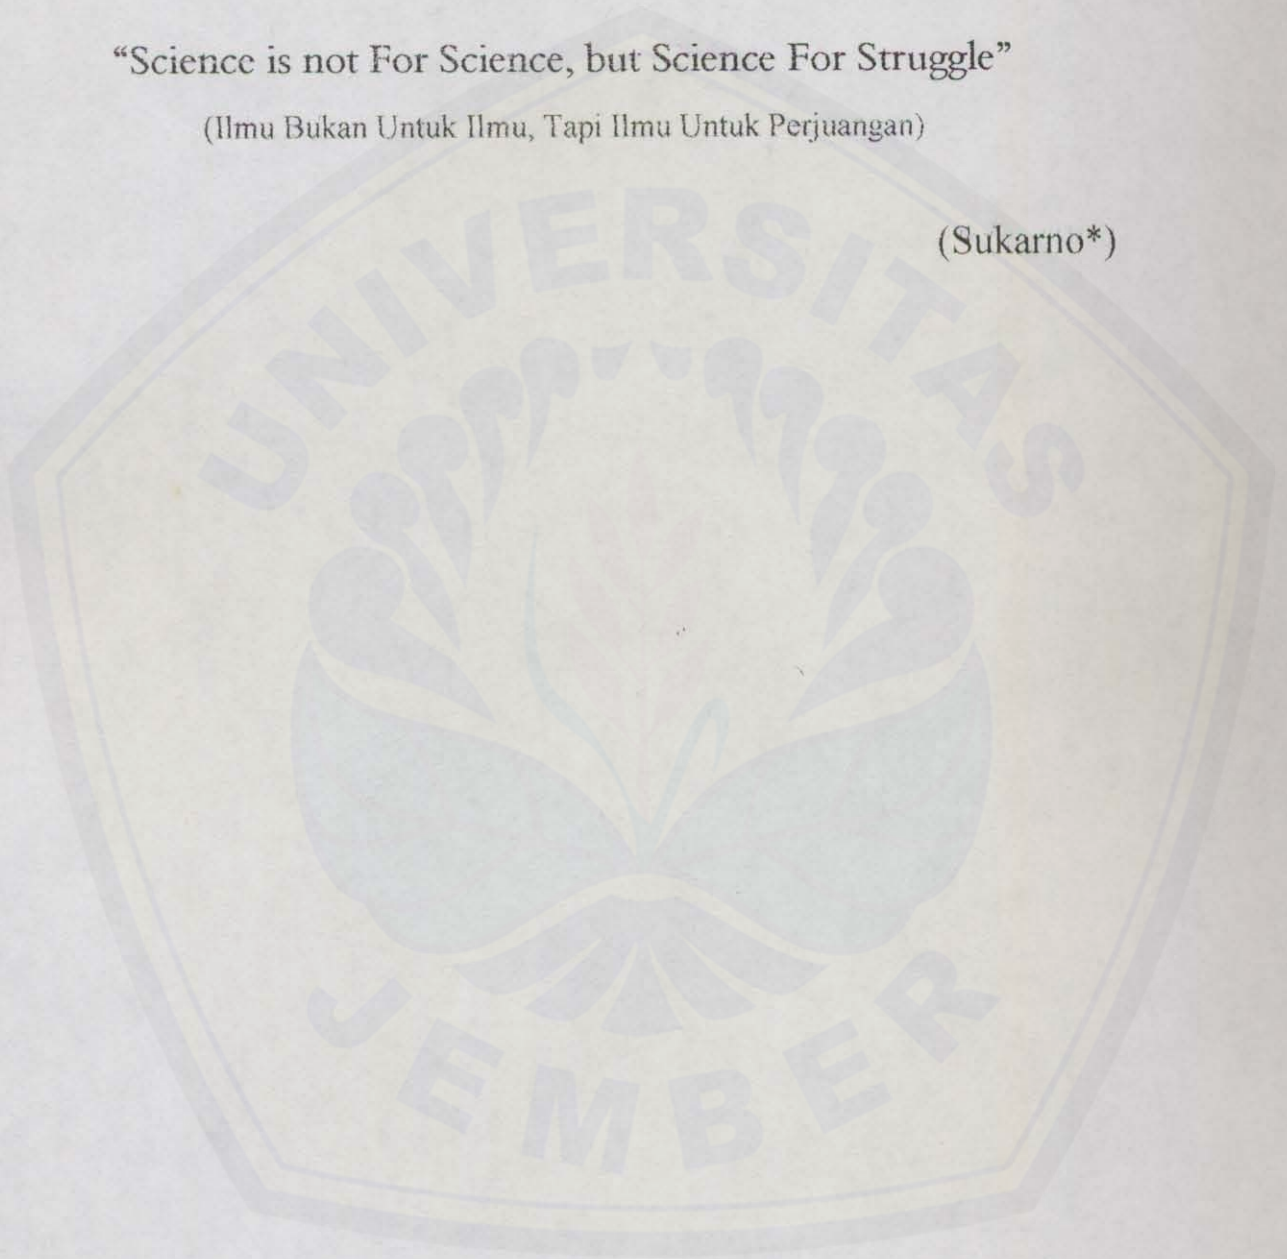 “Science is not For Science, but Science For Struggle”
(Ilmu Bukan Untuk Ilmu, Tapi Ilmu Untuk Perjuangan)
(Sukarno*)
UNIVERSITAS
JEMBER